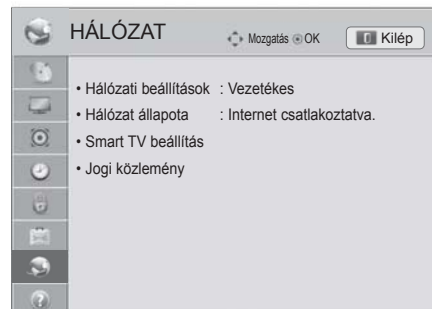 HÁLÓZAT
Mozgatás OK
Kilép
• Hálózati beállítások : Vezetékes
• Hálózat állapota : Internet csatlakoztatva.
• Smart TV beállítás
• Jogi közlemény